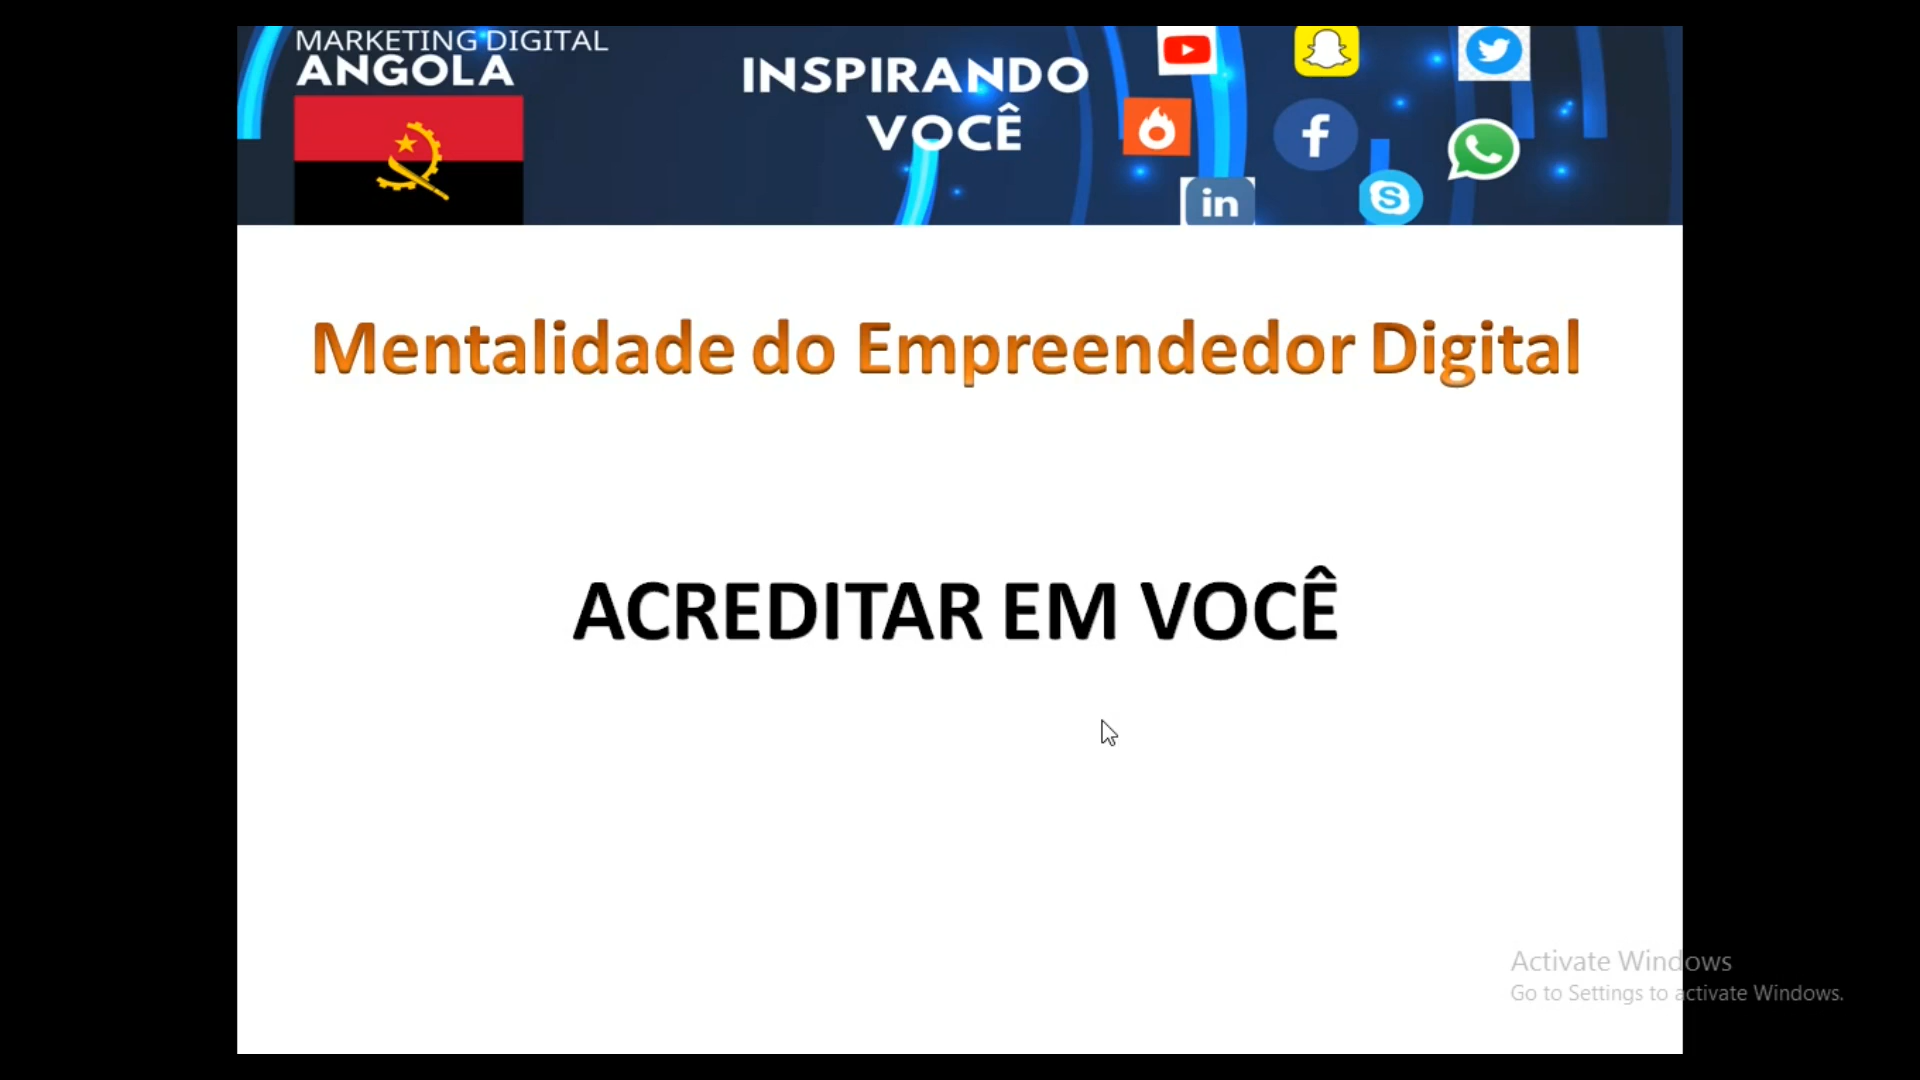 MARKETING DIGITAL
ANGOLA
INSPIRANDO
VOCÊ
f
in
S
Mentalidade do Empreendedor Digital
ACREDITAR EM VOCÊ
Activate Windows
Go to Settings to activate Windows.